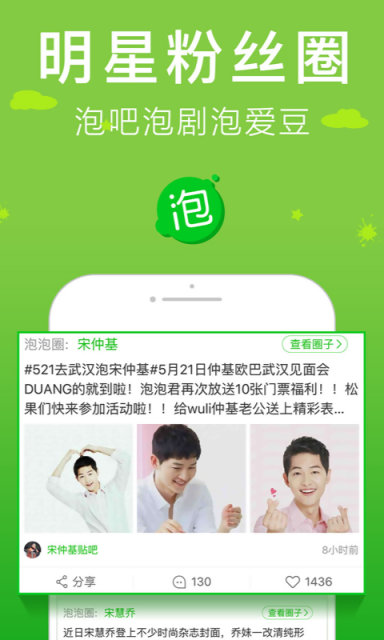 明星粉丝圈
泡吧泡剧泡爱豆
泡
泡泡圈：宋仲基
查看圈子
#521去武汉泡宋仲基#5月21日仲基欧巴武汉见面会
DUANG的就到啦！泡泡君再次放送10张门票福利！！松
果们快来参加活动啦！！给wuli仲基老公送上精彩表...
宋仲基贴吧
8小时前
分享
130
1436
泡泡圈：宋慧乔
查看圈子
近日宋慧乔登上不少时尚杂志封面，乔妹一改清纯形